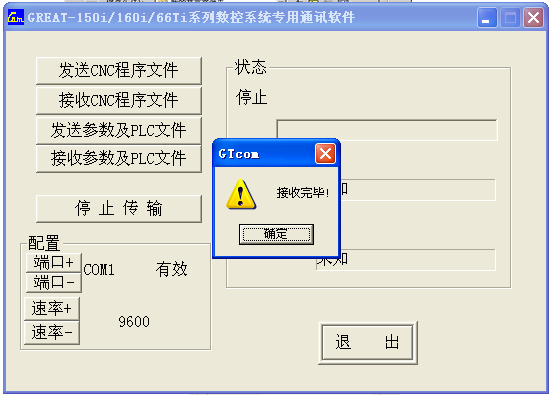 GREAT-150i/160i/66Ti系列数控系统专用通讯软件
发送CNC程序文件
接收CNC程序文件
发送参数及PLC文件
接收参数及PLC文件
停 止 传 输
配置
端口+
端口-
COM1 有效
速率+
速率-
9600
状态
停止
知
未知
GTcom
接收完毕!
确定
退 出